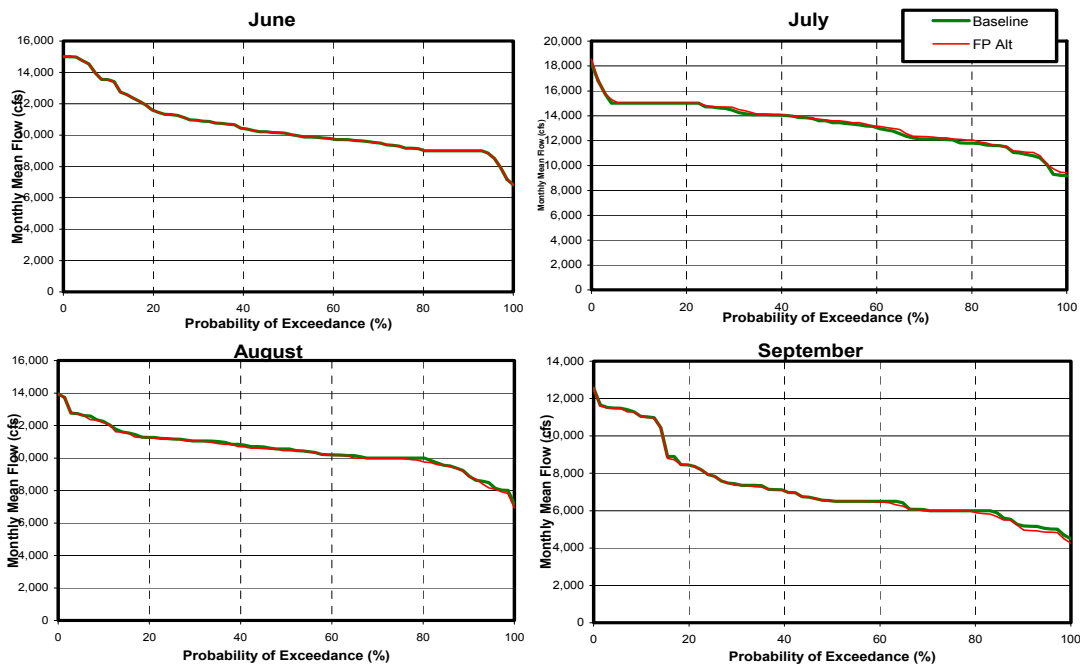 June
July
Baseline
FP Alt
16,000
14,000
12,000
10,000
8,000
6,000
4,000
2,000
0
Monthly Mean Flow (cfs)
0 20 40 60 80 100
Probability of Exceedance (%)
20,000
18,000
16,000
14,000
12,000
10,000
8,000
6,000
4,000
2,000
0
Monthly Mean Flow (cfs)
0 20 40 60 80 100
Probability of Exceedance (%)
August
16,000
14,000
12,000
10,000
8,000
6,000
4,000
2,000
0
Monthly Mean Flow (cfs)
0 20 40 60 80 100
Probability of Exceedance (%)
September
14,000
12,000
10,000
8,000
6,000
4,000
2,000
0
Monthly Mean Flow (cfs)
0 20 40 60 80 100
Probability of Exceedance (%)